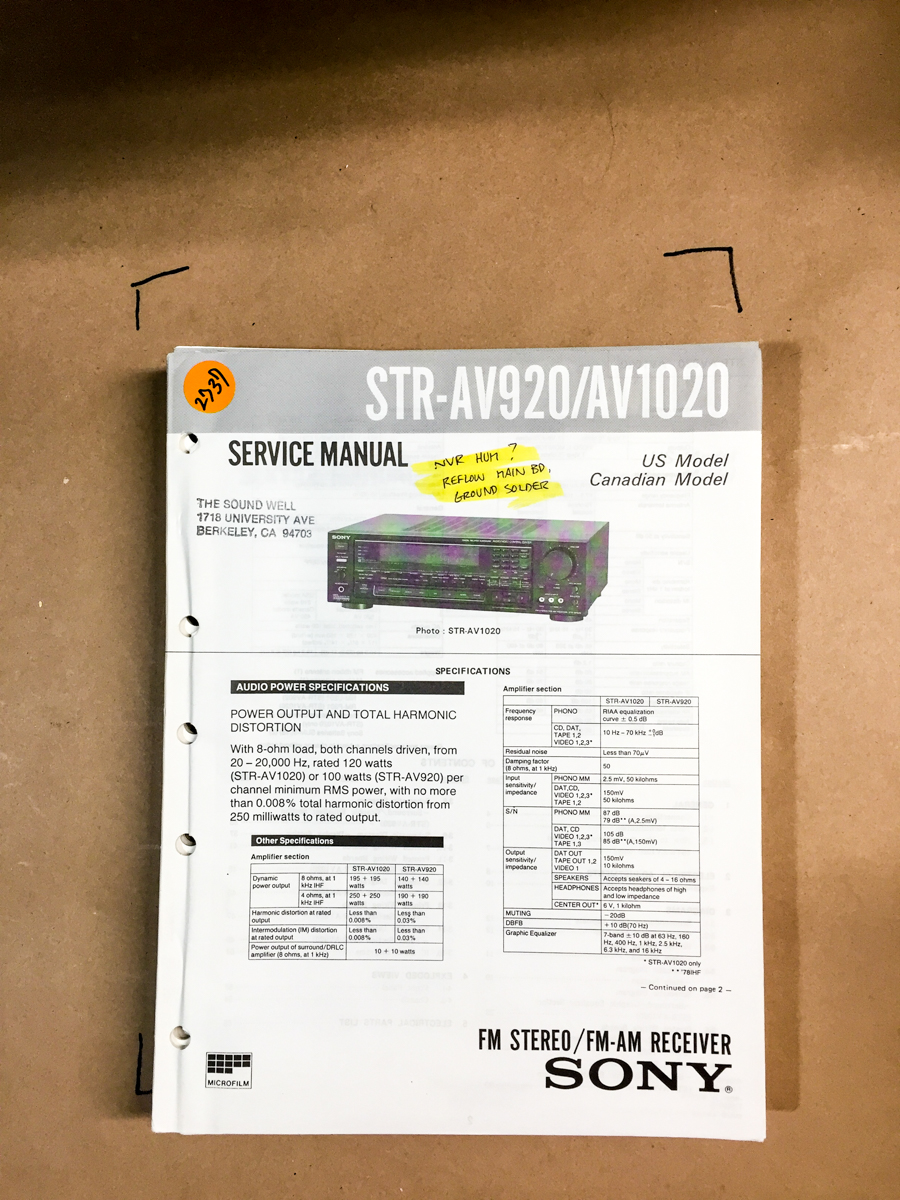 2737
STR-AV920/AV1020
SERVICE MANUAL
NVR HUM?
REFLOW MAIN BD,
GROUND SOLDER
US Model
Canadian Model
THE SOUND WELL
1718 UNIVERSITY AVE
BERKELEY, CA 94703
SONY
Photo : STR-AV1020
SPECIFICATIONS
AUDIO POWER SPECIFICATIONS
POWER OUTPUT AND TOTAL HARMONIC
DISTORTION
With 8-ohm load, both channels driven, from
20 – 20,000 Hz, rated 120 watts
(STR-AV1020) or 100 watts (STR-AV920) per
channel minimum RMS power, with no more
than 0.008% total harmonic distortion from
250 milliwatts to rated output.
Other Specifications
Amplifier section
STR-AV1020 STR-AV920
Dynamic power output 8 ohms, at 1 kHz IHF 195 + 195 watts 140 + 140 watts
4 ohms, at 1 kHz IHF 250 + 250 watts 190 + 190 watts
Harmonic distortion at rated output Less than 0.008% Less than 0.03%
Intermodulation (IM) distortion at rated output Less than 0.008% Less than 0.03%
Power output of surround/DRLC amplifier (8 ohms, at 1 kHz) 10 + 10 watts
Amplifier section
STR-AV1020 STR-AV920
Frequency response PHONO RIAA equalization curve ± 0.5 dB
CD, DAT, TAPE 1,2 VIDEO 1,2,3* 10 Hz – 70 kHz dB
Residual noise Less than 70μV
Damping factor (8 ohms, at 1 kHz) 50
Input sensitivity/ impedance PHONO MM 2.5 mV, 50 kilohms
DAT,CD, VIDEO 1,2,3* TAPE 1,2 150mV 50 kilohms
S/N PHONO MM 87 dB 79 dB** (A,2.5mV)
DAT, CD VIDEO 1,2,3* TAPE 1,3 105 dB 85 dB**(A,150mV)
Output sensitivity/ impedance DAT OUT TAPE OUT 1,2 VIDEO 1 150mV 10 kilohms
SPEAKERS Accepts seakers of 4 – 16 ohms
HEADPHONES Accepts headphones of high and low impedance
CENTER OUT* 6 V, 1 kilohm
MUTING – 20dB
DBFB + 10 dB(70 Hz)
Graphic Equalizer 7-band ± 10 dB at 63 Hz, 160 Hz, 400 Hz, 1 kHz, 2.5 kHz, 6.3 kHz, and 16 kHz
* STR-AV1020 only
** '78IHF
— Continued on page 2 —
MICROFILM
FM STEREO/FM-AM RECEIVER
SONY®